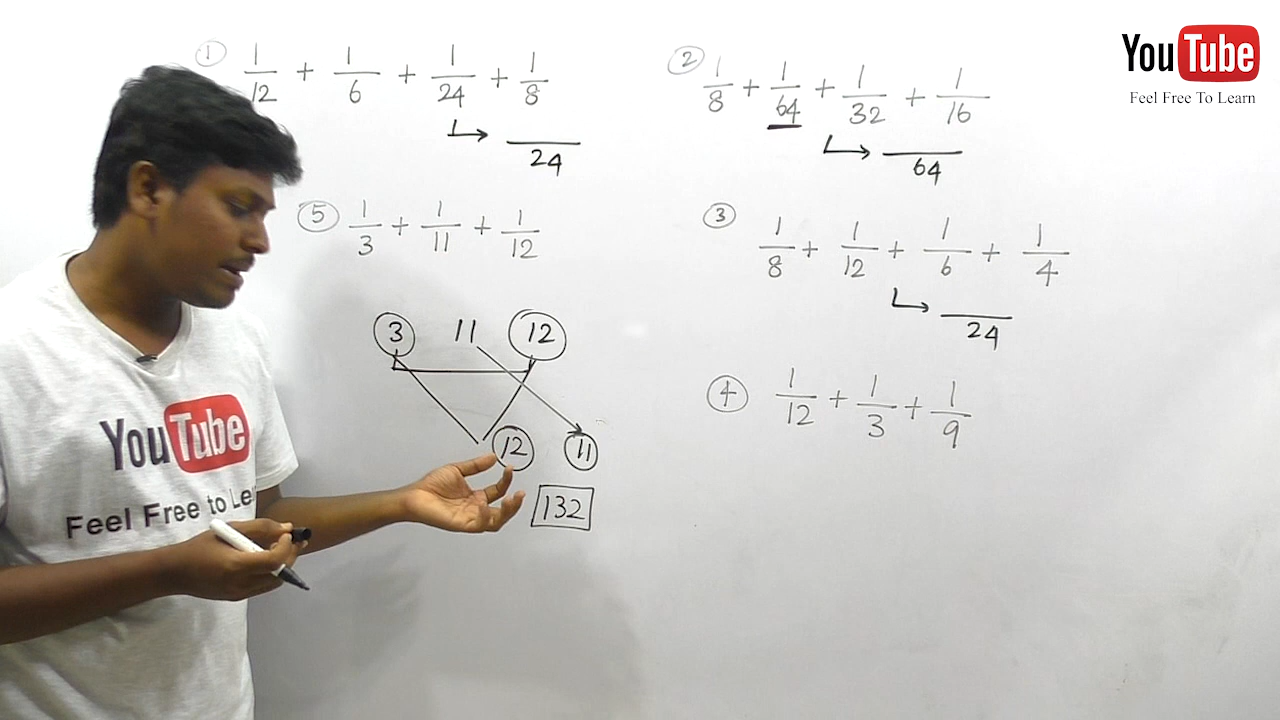 YouTube
Feel Free To Learn
① 1/12 + 1/6 + 1/24 + 1/8
↳ /24
② 1/8 + 1/64 + 1/32 + 1/16
↳ /64
⑤ 1/3 + 1/11 + 1/12
3 11 12
12 11
132
③ 1/8 + 1/12 + 1/6 + 1/4
↳ /24
④ 1/12 + 1/3 + 1/9
YouTube
Feel Free to Le